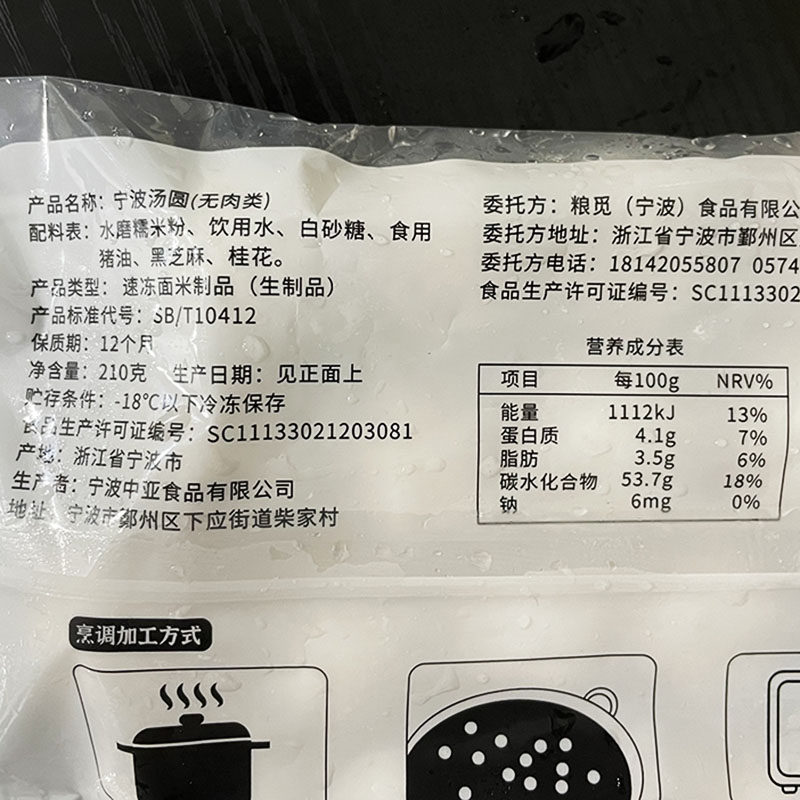 产品名称：宁波汤圆(无肉类)
配料表：水磨糯米粉、饮用水、白砂糖、食用
猪油、黑芝麻、桂花。
产品类型：速冻面米制品（生制品）
产品标准代号：SB/T10412
保质期：12个月
净含量：210克 生产日期：见正面上
贮存条件：-18℃以下冷冻保存
食品生产许可证编号：SC11133021203081
产地：浙江省宁波市
生产者：宁波中亚食品有限公司
地址：宁波市鄞州区下应街道柴家村
委托方：粮觅（宁波）食品有限公
委托方地址：浙江省宁波市鄞州区
委托方电话：18142055807 0574
食品生产许可证编号：SC1113302
营养成分表
项目 每100g NRV%
能量 1112kJ 13%
蛋白质 4.1g 7%
脂肪 3.5g 6%
碳水化合物 53.7g 18%
钠 6mg 0%
烹调加工方式